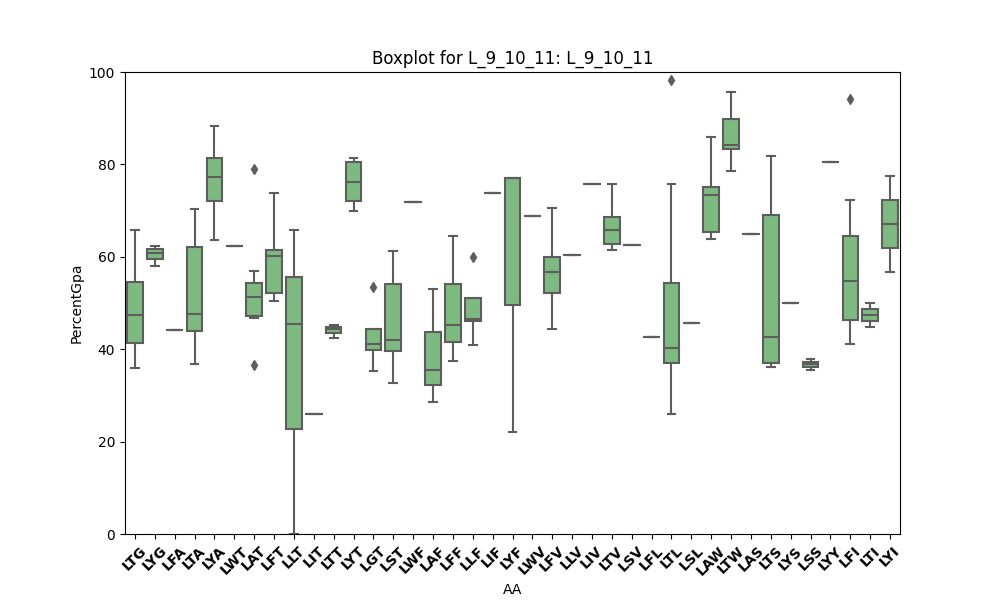 Boxplot for L_9_10_11: L_9_10_11
100
80
60
40
20
0
PercentGpa
LTG LYG LFA LTA LYA LWT LAT LFT LLT LIT LTT LYT LGT LST LWF LAF LFF LLF LIF LYF LWV LFV LLV LIV LTV LSV LFL LTL LSL LAW LTW LAS LTS LYS LSS LYY LFI LTI LYI
AA